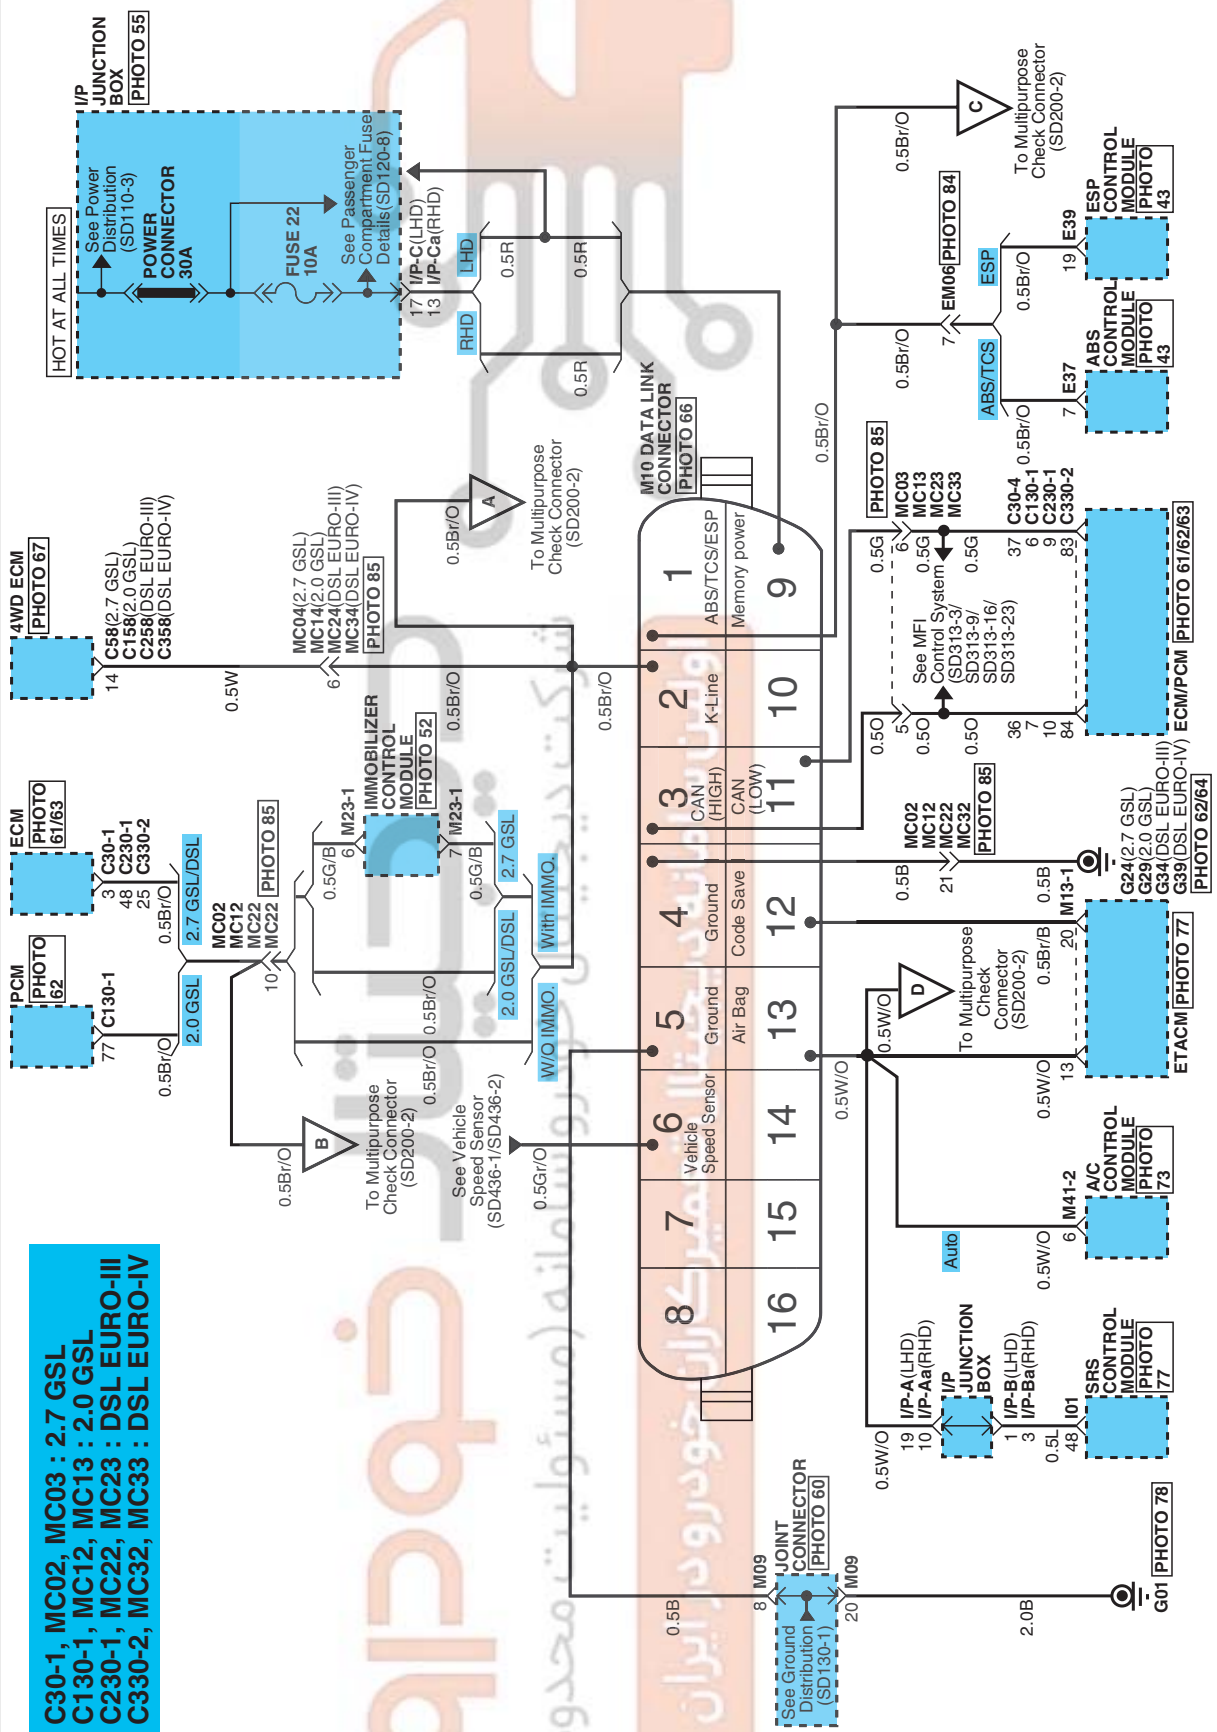 C30-1, MC02, MC03 : 2.7 GSL
C130-1, MC12, MC13 : 2.0 GSL
C230-1, MC22, MC23 : DSL EURO-III
C330-2, MC32, MC33 : DSL EURO-IV
PCM
PHOTO
62
77
C130-1
0.5Br/O
2.0 GSL
ECM
PHOTO
61/63
3
48
25
C30-1
C230-1
C330-2
0.5Br/O
2.7 GSL/DSL
MC02
MC12
MC22
MC22
10
PHOTO 85
0.5Br/O
B
To Multipurpose
Check Connector
(SD200-2)
0.5G/B
6
M23-1
IMMOBILIZER
CONTROL
MODULE
PHOTO 52
7
M23-1
0.5G/B
0.5Br/O
0.5Br/O
2.0 GSL/DSL
2.7 GSL
W/O IMMO.
With IMMO.
See Vehicle
Speed Sensor
(SD436-1/SD436-2)
0.5Gr/O
4WD ECM
PHOTO 67
14
C58(2.7 GSL)
C158(2.0 GSL)
C258(DSL EURO-III)
C358(DSL EURO-IV)
0.5W
MC04(2.7 GSL)
MC14(2.0 GSL)
MC24(DSL EURO-III)
MC34(DSL EURO-IV)
6
PHOTO 85
0.5Br/O
0.5Br/O
0.5Br/O
A
To Multipurpose
Check Connector
(SD200-2)
HOT AT ALL TIMES
I/P
JUNCTION
BOX
PHOTO 55
See Power
Distribution
(SD110-3)
POWER
CONNECTOR
30A
FUSE 22
10A
See Passenger
Compartment Fuse
Details(SD120-8)
17
13
I/P-C(LHD)
I/P-Ca(RHD)
RHD
LHD
0.5R
0.5R
0.5R
M10 DATA LINK
CONNECTOR
PHOTO 66
8
7
6
Vehicle
Speed Sensor
5
Ground
4
Ground
3
CAN
(HIGH)
2
K-Line
1
ABS/TCS/ESP
16
15
14
13
Air Bag
12
Code Save
11
CAN
(LOW)
10
9
Memory power
0.5B
8
M09
JOINT
CONNECTOR
PHOTO 60
See Ground
Distribution
(SD130-1)
20
M09
2.0B
G01
PHOTO 78
0.5W/O
0.5W/O
19
10
I/P-A(LHD)
I/P-Aa(RHD)
I/P
JUNCTION
BOX
1
3
I/P-B(LHD)
I/P-Ba(RHD)
0.5L
48
I01
SRS
CONTROL
MODULE
PHOTO
77
Auto
0.5W/O
6
M41-2
A/C
CONTROL
MODULE
PHOTO
73
0.5W/O
D
To Multipurpose
Check
Connector
(SD200-2)
0.5W/O
13
0.5Br/B
20
M13-1
ETACM
PHOTO 77
0.5B
21
MC02
MC12
MC22
MC32
PHOTO 85
0.5B
G24(2.7 GSL)
G29(2.0 GSL)
G34(DSL EURO-III)
G39(DSL EURO-IV)
PHOTO 62/64
0.5O
5
0.5O
0.5O
36
7
10
84
See MFI
Control System
(SD313-3/
SD313-9/
SD313-16/
SD313-23)
0.5G
6
0.5G
0.5G
PHOTO 85
MC03
MC13
MC23
MC33
37
6
9
83
C30-4
C130-1
C230-1
C330-2
ECM/PCM
PHOTO 61/62/63
0.5Br/O
0.5Br/O
7
EM06
PHOTO 84
ABS/TCS
ESP
0.5Br/O
0.5Br/O
7
E37
ABS
CONTROL
MODULE
PHOTO
43
19
E39
ESP
CONTROL
MODULE
PHOTO
43
0.5Br/O
C
To Multipurpose
Check Connector
(SD200-2)
اولین سامانه دیجیتال تعمیرکاران خودرو در ایران
شرکت دیجیتال خودرو سامانه (مسئولیت محدود